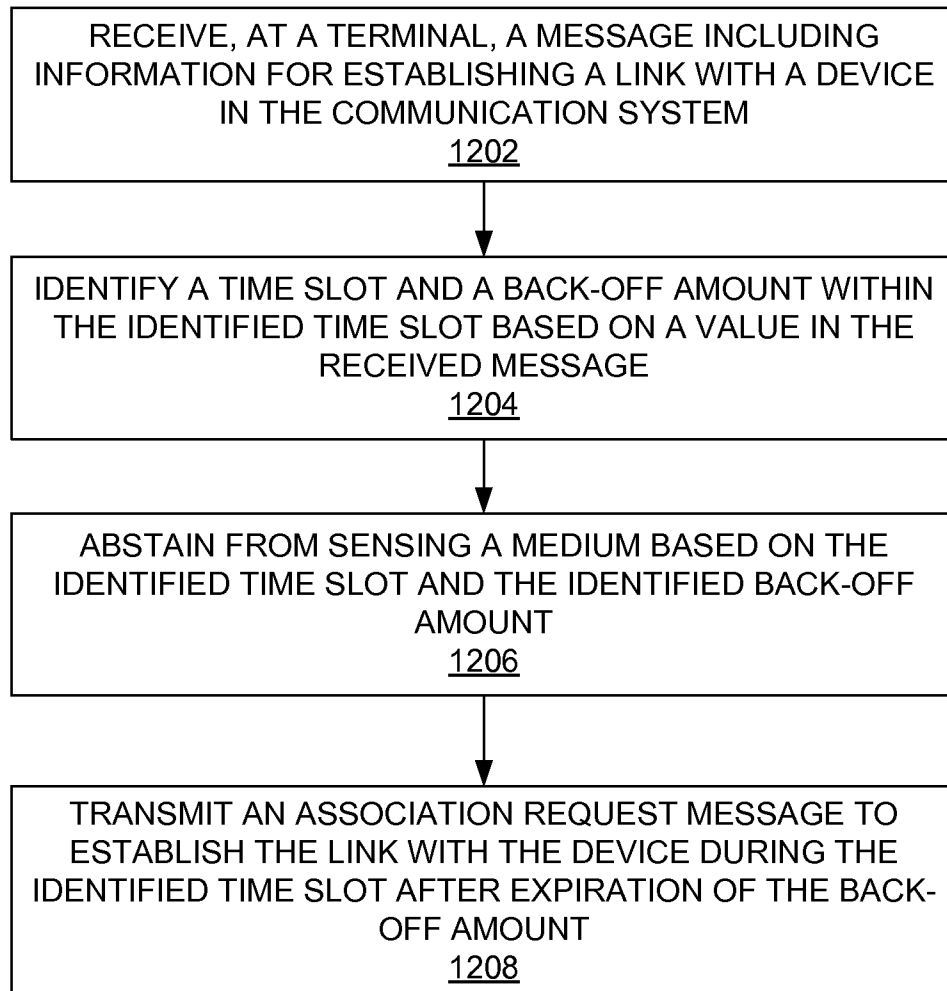 RECEIVE, AT A TERMINAL, A MESSAGE INCLUDING
INFORMATION FOR ESTABLISHING A LINK WITH A DEVICE
IN THE COMMUNICATION SYSTEM
1202
IDENTIFY A TIME SLOT AND A BACK-OFF AMOUNT WITHIN
THE IDENTIFIED TIME SLOT BASED ON A VALUE IN THE
RECEIVED MESSAGE
1204
ABSTAIN FROM SENSING A MEDIUM BASED ON THE
IDENTIFIED TIME SLOT AND THE IDENTIFIED BACK-OFF
AMOUNT
1206
TRANSMIT AN ASSOCIATION REQUEST MESSAGE TO
ESTABLISH THE LINK WITH THE DEVICE DURING THE
IDENTIFIED TIME SLOT AFTER EXPIRATION OF THE BACK-
OFF AMOUNT
1208